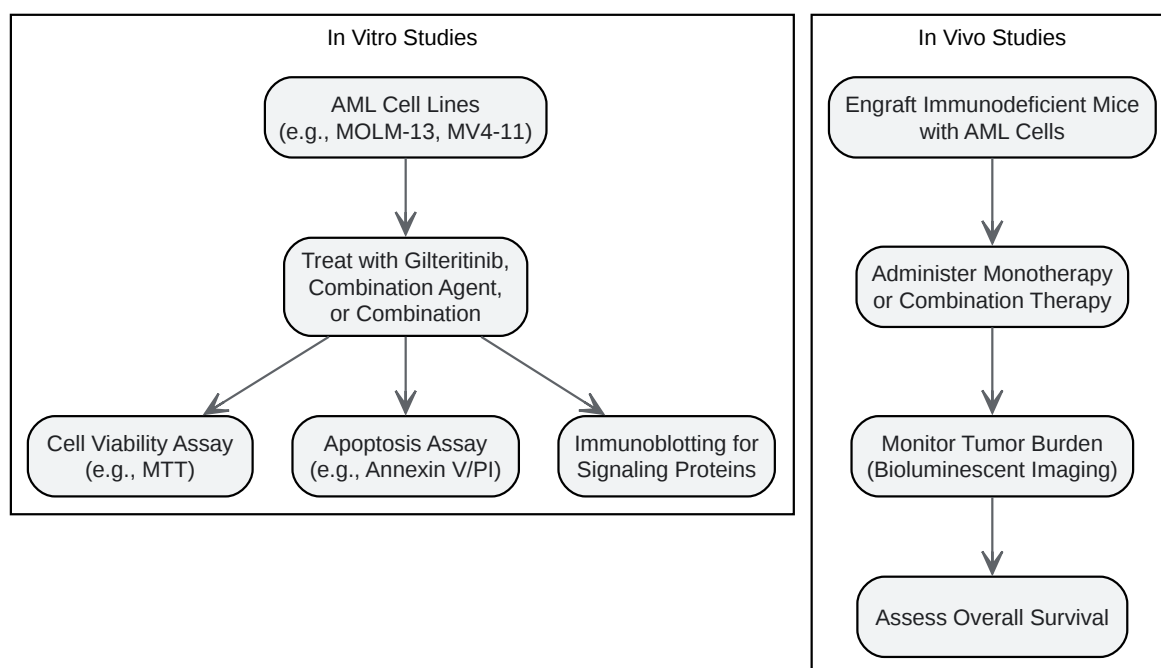 In Vitro Studies
AML Cell Lines
(e.g., MOLM-13, MV4-11)
Treat with Gilteritinib,
Combination Agent,
or Combination
Cell Viability Assay
(e.g., MTT)
Apoptosis Assay
(e.g., Annexin V/PI)
Immunoblotting for
Signaling Proteins
In Vivo Studies
Engraft Immunodeficient Mice
with AML Cells
Administer Monotherapy
or Combination Therapy
Monitor Tumor Burden
(Bioluminescent Imaging)
Assess Overall Survival